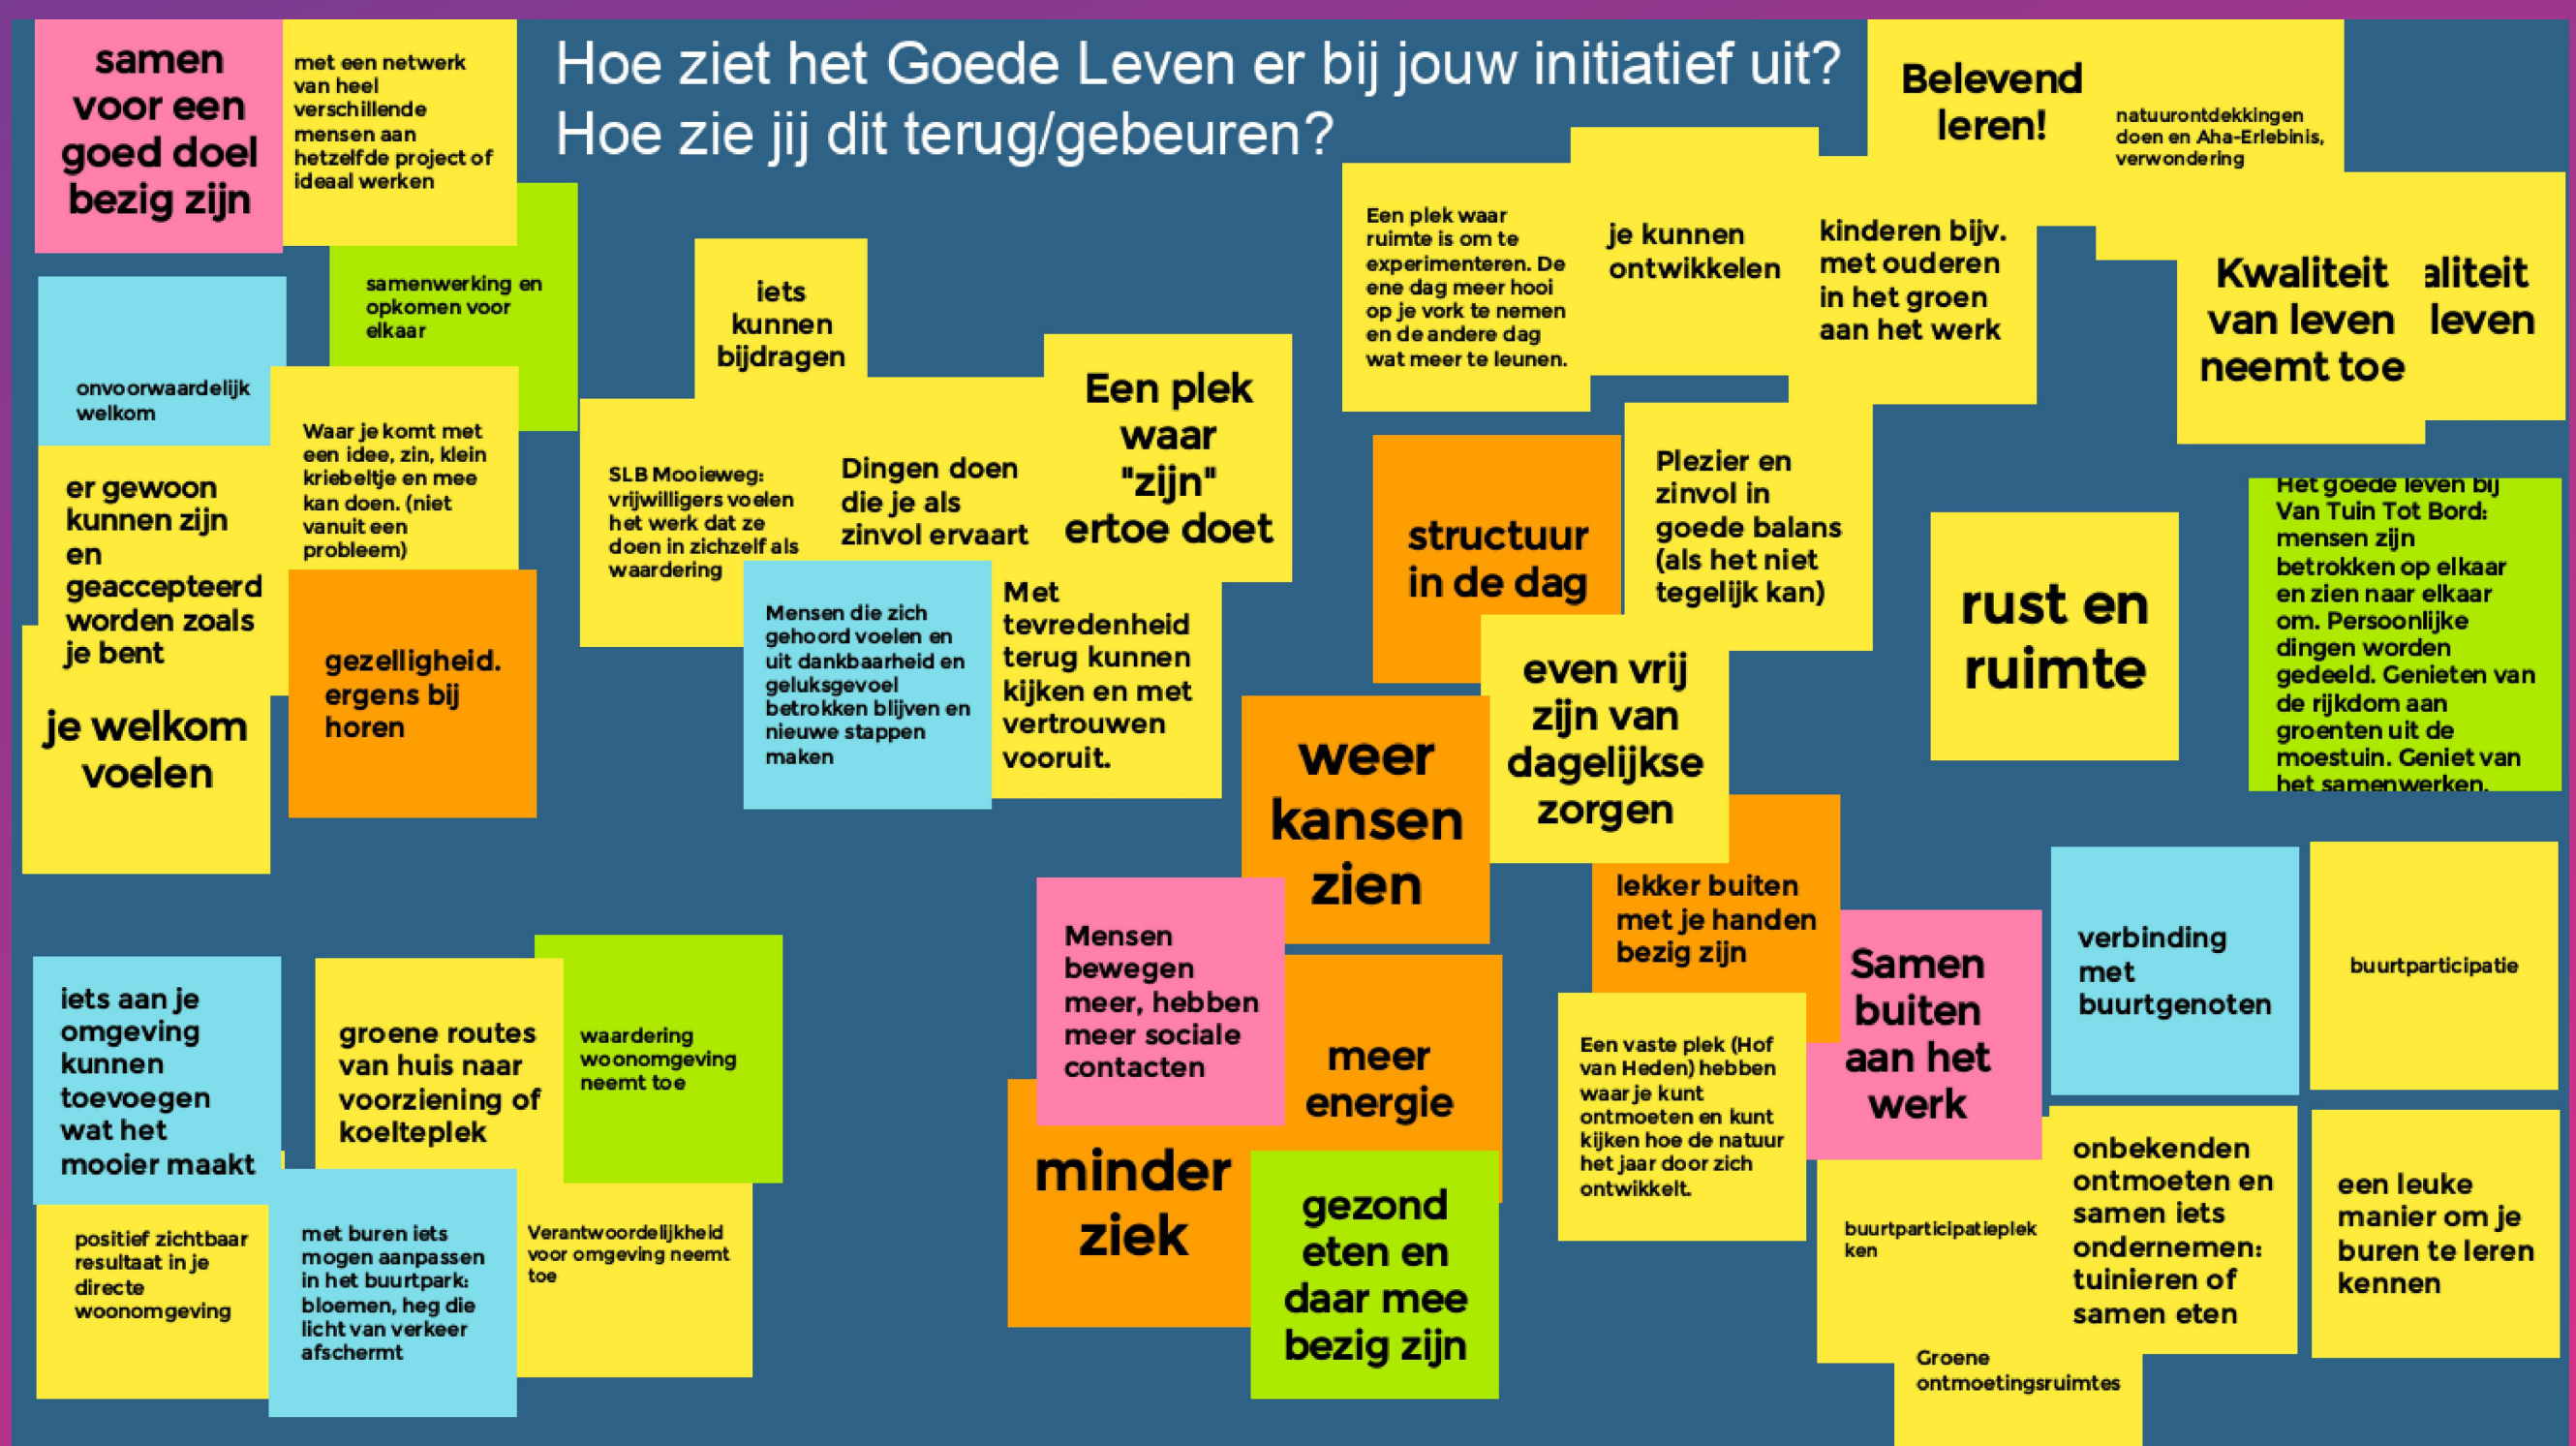 Hoe ziet het Goede Leven er bij jouw initiatief uit?
Hoe zie jij dit terug/gebeuren?
samen
voor een
goed doel
bezig zijn
met een netwerk
van heel
verschillende
mensen aan
hetzelfde project of
ideaal werken
samenwerking en
opkomen voor
elkaar
onvoorwaardelijk
welkom
Waar je komt met
een idee, zin, klein
kriebeltje en mee
kan doen. (niet
vanuit een
probleem)
er gewoon
kunnen zijn
en
geaccepteerd
worden zoals
je bent
gezelligheid.
ergens bij
horen
je welkom
voelen
iets
kunnen
bijdragen
SLB Mooieweg:
vrijwilligers voelen
het werk dat ze
doen in zichzelf als
waardering
Dingen doen
die je als
zinvol ervaart
Een plek
waar
"zijn"
ertoe doet
Mensen die zich
gehoord voelen en
uit dankbaarheid en
geluksgevoel
betrokken blijven en
nieuwe stappen
maken
Met
tevredenheid
terug kunnen
kijken en met
vertrouwen
vooruit.
Een plek waar
ruimte is om te
experimenteren. De
ene dag meer hooi
op je vork te nemen
en de andere dag
wat meer te leunen.
je kunnen
ontwikkelen
kinderen bijv.
met ouderen
in het groen
aan het werk
Belevend
leren!
natuurontdekkingen
doen en Aha-Erlebinis,
verwondering
Kwaliteit
van leven
neemt toe
aliteit
leven
structuur
in de dag
Plezier en
zinvol in
goede balans
(als het niet
tegelijk kan)
even vrij
zijn van
dagelijkse
zorgen
rust en
ruimte
Het goede leven bij
Van Tuin Tot Bord:
mensen zijn
betrokken op elkaar
en zien naar elkaar
om. Persoonlijke
dingen worden
gedeeld. Genieten van
de rijkdom aan
groenten uit de
moestuin. Geniet van
het samenwerken.
weer
kansen
zien
Mensen
bewegen
meer, hebben
meer sociale
contacten
meer
energie
minder
ziek
gezond
eten en
daar mee
bezig zijn
lekker buiten
met je handen
bezig zijn
Een vaste plek (Hof
van Heden) hebben
waar je kunt
ontmoeten en kunt
kijken hoe de natuur
het jaar door zich
ontwikkelt.
Samen
buiten
aan het
werk
verbinding
met
buurtgenoten
buurtparticipatie
buurtparticipatieplek
ken
onbekenden
ontmoeten en
samen iets
ondernemen:
tuinieren of
samen eten
een leuke
manier om je
buren te leren
kennen
Groene
ontmoetingsruimtes
iets aan je
omgeving
kunnen
toevoegen
wat het
mooier maakt
groene routes
van huis naar
voorziening of
koelteplek
waardering
woonomgeving
neemt toe
positief zichtbaar
resultaat in je
directe
woonomgeving
met buren iets
mogen aanpassen
in het buurtpark:
bloemen, heg die
licht van verkeer
afschermt
Verantwoordelijkheid
voor omgeving neemt
toe